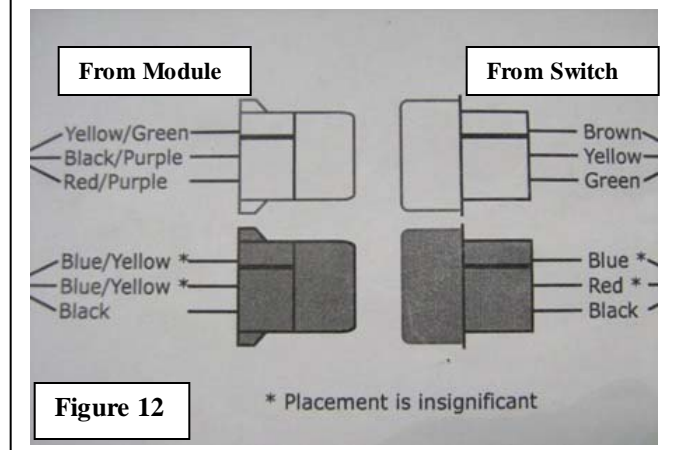 From Module
From Switch
Yellow/Green
Black/Purple
Red/Purple
Brown
Yellow
Green
Blue/Yellow *
Blue/Yellow *
Black
Blue *
Red *
Black
Figure 12
* Placement is insignificant